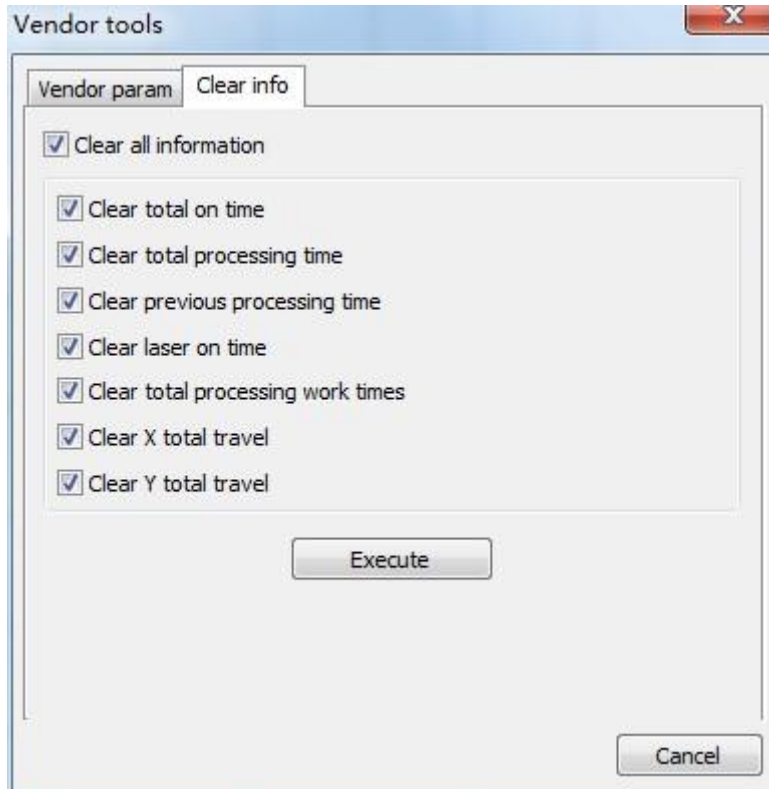 Vendor tools
Vendor param Clear info
Clear all information
Clear total on time
Clear total processing time
Clear previous processing time
Clear laser on time
Clear total processing work times
Clear X total travel
Clear Y total travel
Execute
Cancel